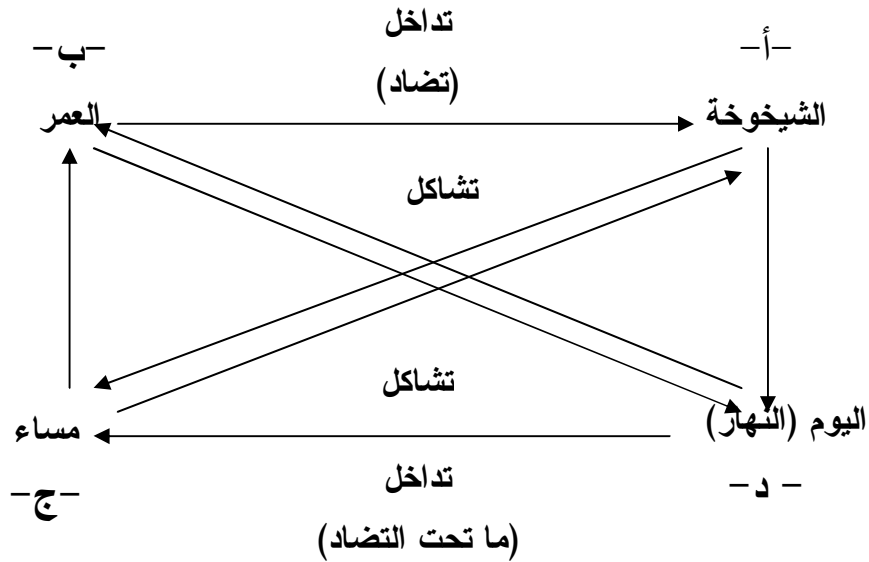 تداخل
(تضاد)
-أ-
-ب-
الشيخوخة
العمر
تشاكل
تشاكل
اليوم (النهار)
مساء
- د -
-ج-
تداخل
(ما تحت التضاد)